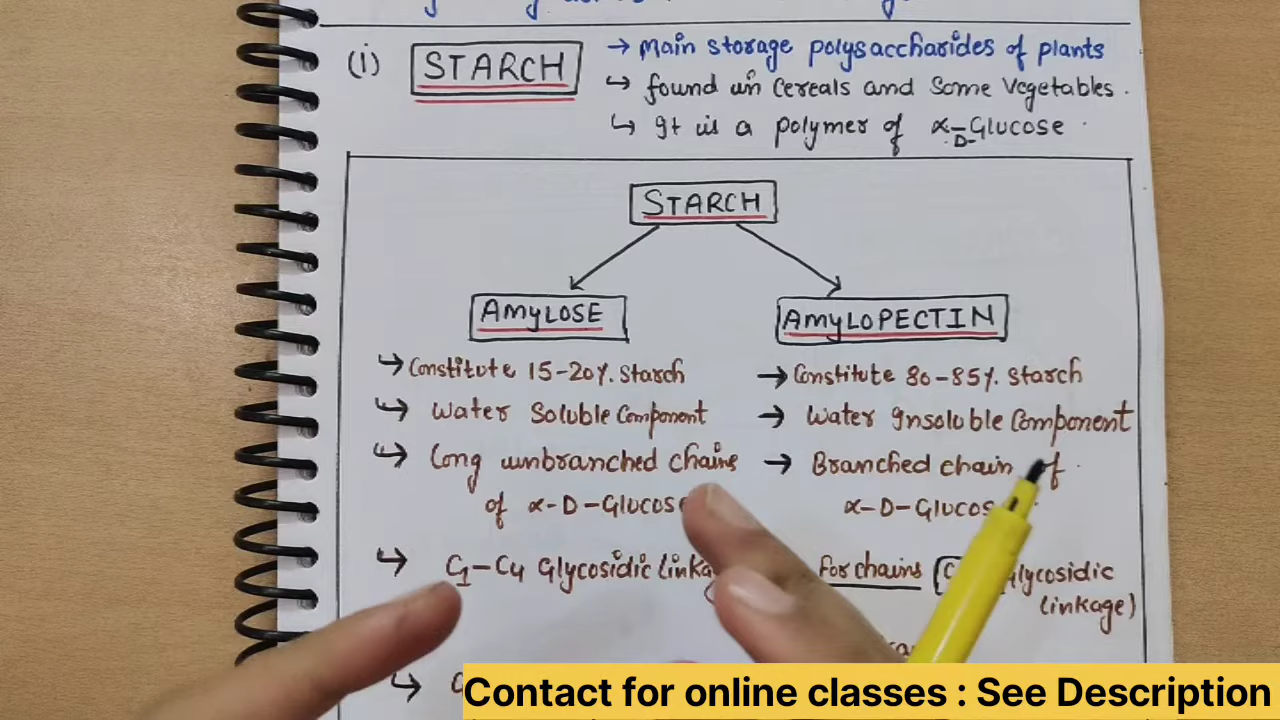 (i) STARCH → Main storage polysaccharides of plants
↳ found in Cereals and Some Vegetables.
↳ It is a polymer of α-D-Glucose.
STARCH
AMYLOSE
AMYLOPECTIN
↳ Constitute 15-20% Starch
→ Constitute 80-85% Starch
↳ Water Soluble Component
→ Water Insoluble Component
↳ Long unbranched chains
→ Branched chain of
of α-D-Glucose
α-D-Glucose
↳ C1-C4 Glycosidic
For chains
Glycosidic
linkage)
Contact for online classes : See Description